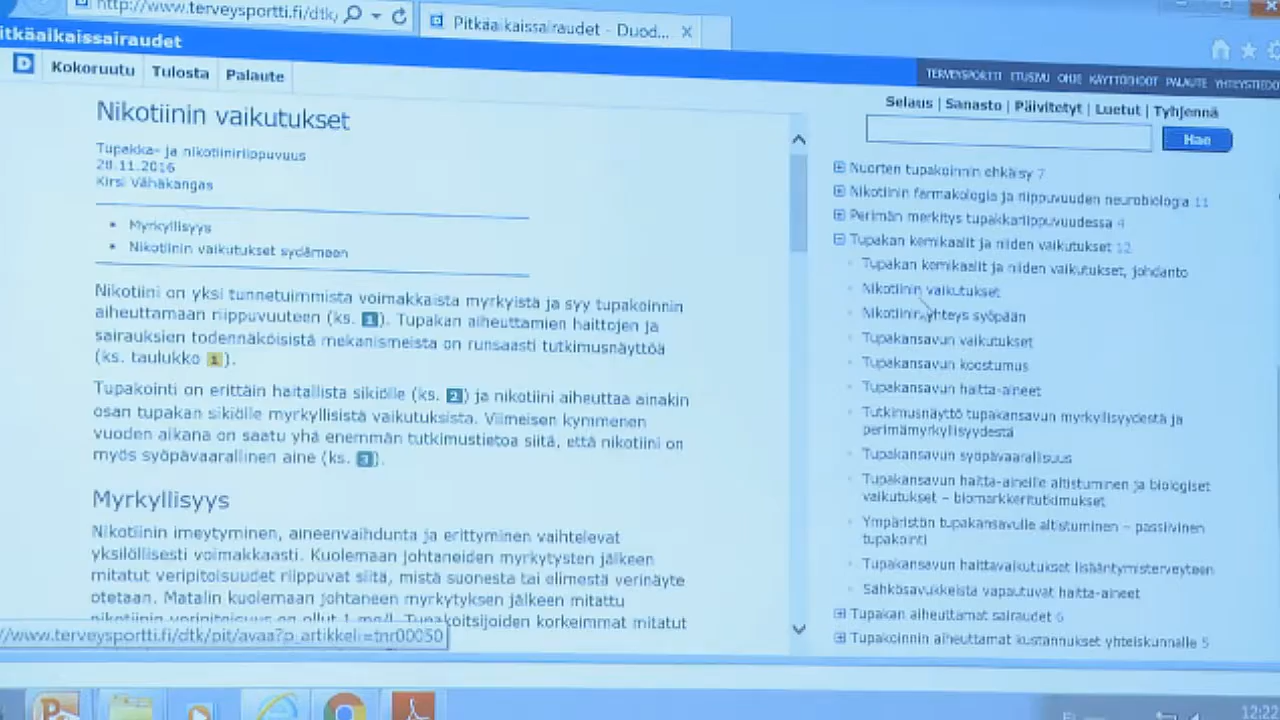 http://www.terveysportti.fi/dtk/
Pitkäaikaissairaudet - Duod...
itkäaikaissairaudet
Kokoruutu
Tulosta
Palaute
TERVEYSPORTTI ETUSIVU OHJE KÄYTTÖEHDOT PALAUTE YHTEYSTIEDO
Selaus | Sanasto | Päivitetyt | Luetut | Tyhjennä
Hae
Nikotiinin vaikutukset
Tupakka- ja nikotiiniriippuvuus
28.11.2016
Kirsi Vähäkangas
Myrkyllisyys
Nikotiinin vaikutukset sydämeen
Nikotiini on yksi tunnetuimmista voimakkaista myrkyistä ja syy tupakoinnin
aiheuttamaan riippuvuuteen (ks. 1). Tupakan aiheuttamien haittojen ja
sairauksien todennäköisistä mekanismeista on runsaasti tutkimusnäyttöä
(ks. taulukko 1).
Tupakointi on erittäin haitallista sikiölle (ks. 2) ja nikotiini aiheuttaa ainakin
osan tupakan sikiölle myrkyllisistä vaikutuksista. Viimeisen kymmenen
vuoden aikana on saatu yhä enemmän tutkimustietoa siitä, että nikotiini on
myös syöpävaarallinen aine (ks. 3).
Myrkyllisyys
Nikotiinin imeytyminen, aineenvaihdunta ja erittyminen vaihtelevat
yksilöllisesti voimakkaasti. Kuolemaan johtaneiden myrkytysten jälkeen
mitatut veripitoisuudet riippuvat siitä, mistä suonesta tai elimestä verinäyte
otetaan. Matalin kuolemaan johtaneen myrkytyksen jälkeen mitattu
nikotiinin veripitoisuus on ollut 1 mg/l. Tupakoitsijoiden korkeimmat mitatut
//www.terveysportti.fi/dtk/pit/avaa?p_artikkeli=tnr00050
Nuorten tupakoinnin ehkäisy 7
Nikotiinin farmakologia ja riippuvuuden neurobiologia 11
Perimän merkitys tupakkariippuvuudessa 4
Tupakan kemikaalit ja niiden vaikutukset 12
Tupakan kemikaalit ja niiden vaikutukset, johdanto
Nikotiinin vaikutukset
Nikotiinin yhteys syöpään
Tupakansavun vaikutukset
Tupakansavun koostumus
Tupakansavun haitta-aineet
Tutkimusnäyttö tupakansavun myrkyllisyydestä ja
perimämyrkyllisyydestä
Tupakansavun syöpävaarallisuus
Tupakansavun haitta-aineille altistuminen ja biologiset
vaikutukset – biomarkkeritutkimukset
Ympäristön tupakansavulle altistuminen – passiivinen
tupakointi
Tupakansavun haittavaikutukset lisääntymisterveyteen
Sähkösavukkeista vapautuvat haitta-aineet
Tupakan aiheuttamat sairaudet 6
Tupakoinnin aiheuttamat kustannukset yhteiskunnalle 5
12:22